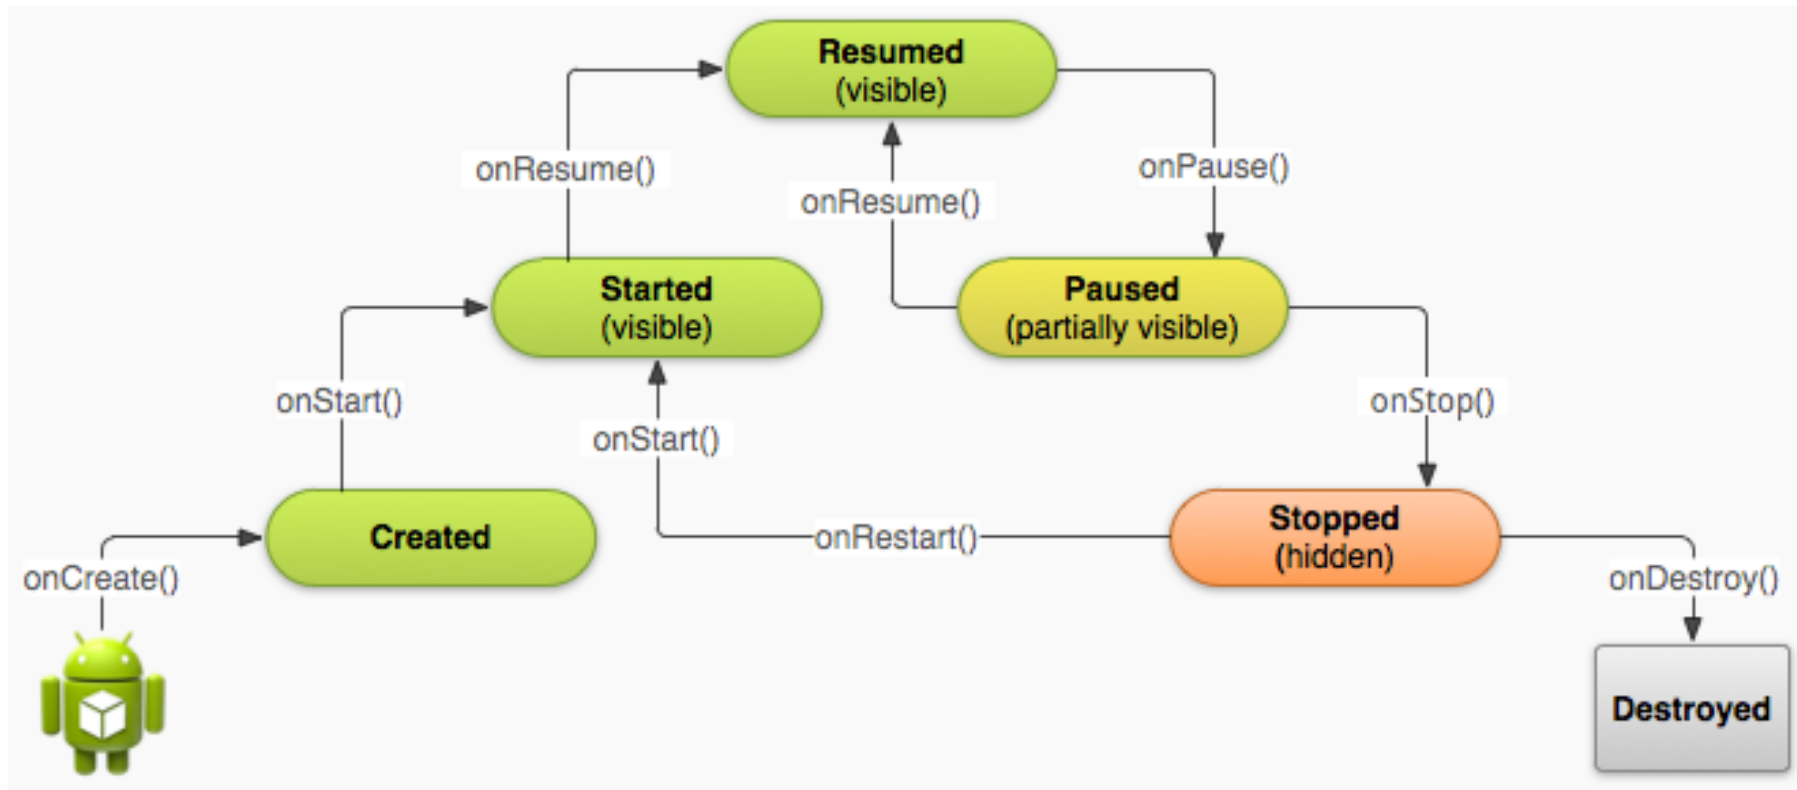 Resumed
(visible)
onResume()
onPause()
onResume()
Started
(visible)
Paused
(partially visible)
onStart()
onStop()
onStart()
Created
onRestart()
Stopped
(hidden)
onCreate()
onDestroy()
Destroyed